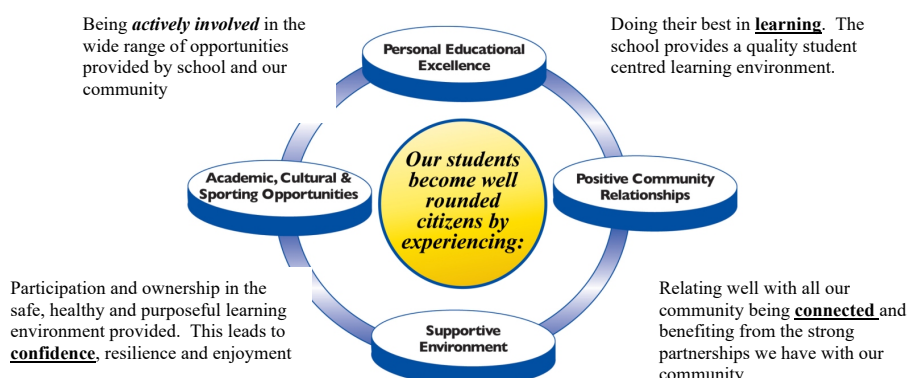 Being actively involved in the
wide range of opportunities
provided by school and our
community
Personal Educational
Excellence
Doing their best in learning. The
school provides a quality student
centred learning environment.
Academic, Cultural &
Sporting Opportunities
Our students
become well
rounded
citizens by
experiencing:
Positive Community
Relationships
Participation and ownership in the
safe, healthy and purposeful learning
environment provided. This leads to
confidence, resilience and enjoyment
Supportive
Environment
Relating well with all our
community being connected and
benefiting from the strong
partnerships we have with our
community